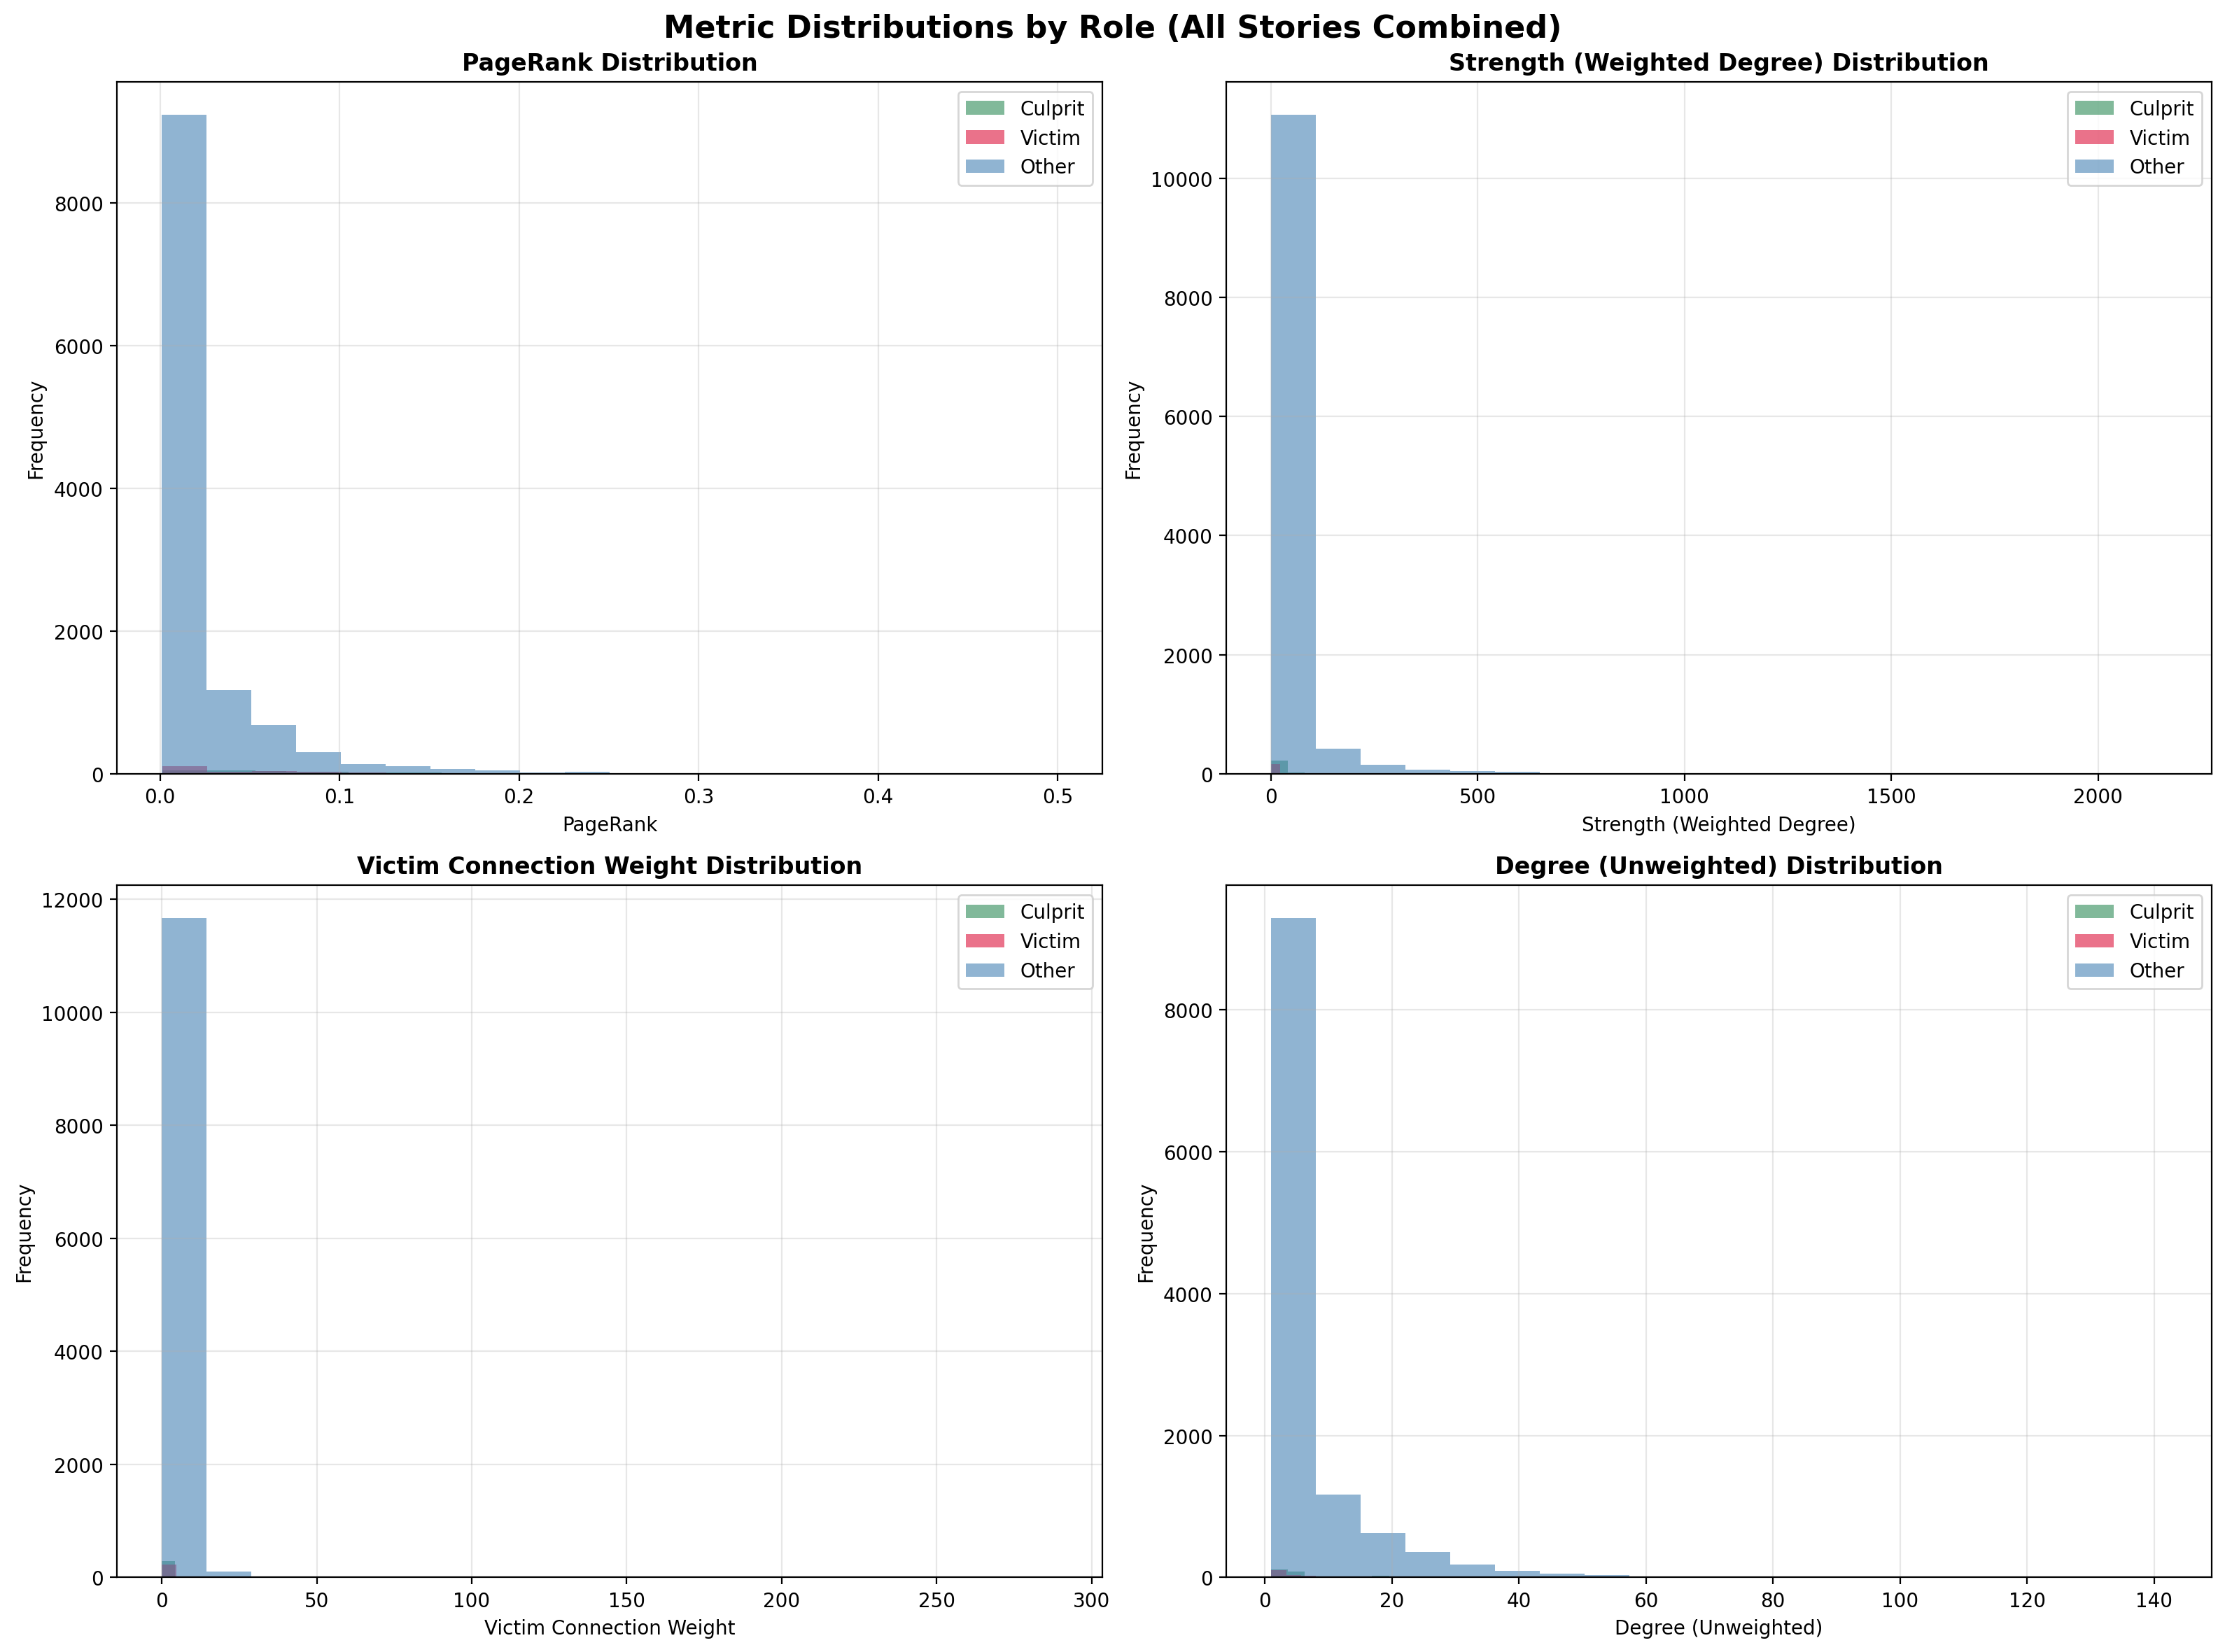 Metric Distributions by Role (All Stories Combined)
PageRank Distribution
Culprit
Victim
Other
Frequency
8000
6000
4000
2000
0
0.0 0.1 0.2 0.3 0.4 0.5
PageRank
Strength (Weighted Degree) Distribution
Culprit
Victim
Other
Frequency
10000
8000
6000
4000
2000
0
0 500 1000 1500 2000
Strength (Weighted Degree)
Victim Connection Weight Distribution
Culprit
Victim
Other
Frequency
12000
10000
8000
6000
4000
2000
0
0 50 100 150 200 250 300
Victim Connection Weight
Degree (Unweighted) Distribution
Culprit
Victim
Other
Frequency
8000
6000
4000
2000
0
0 20 40 60 80 100 120 140
Degree (Unweighted)